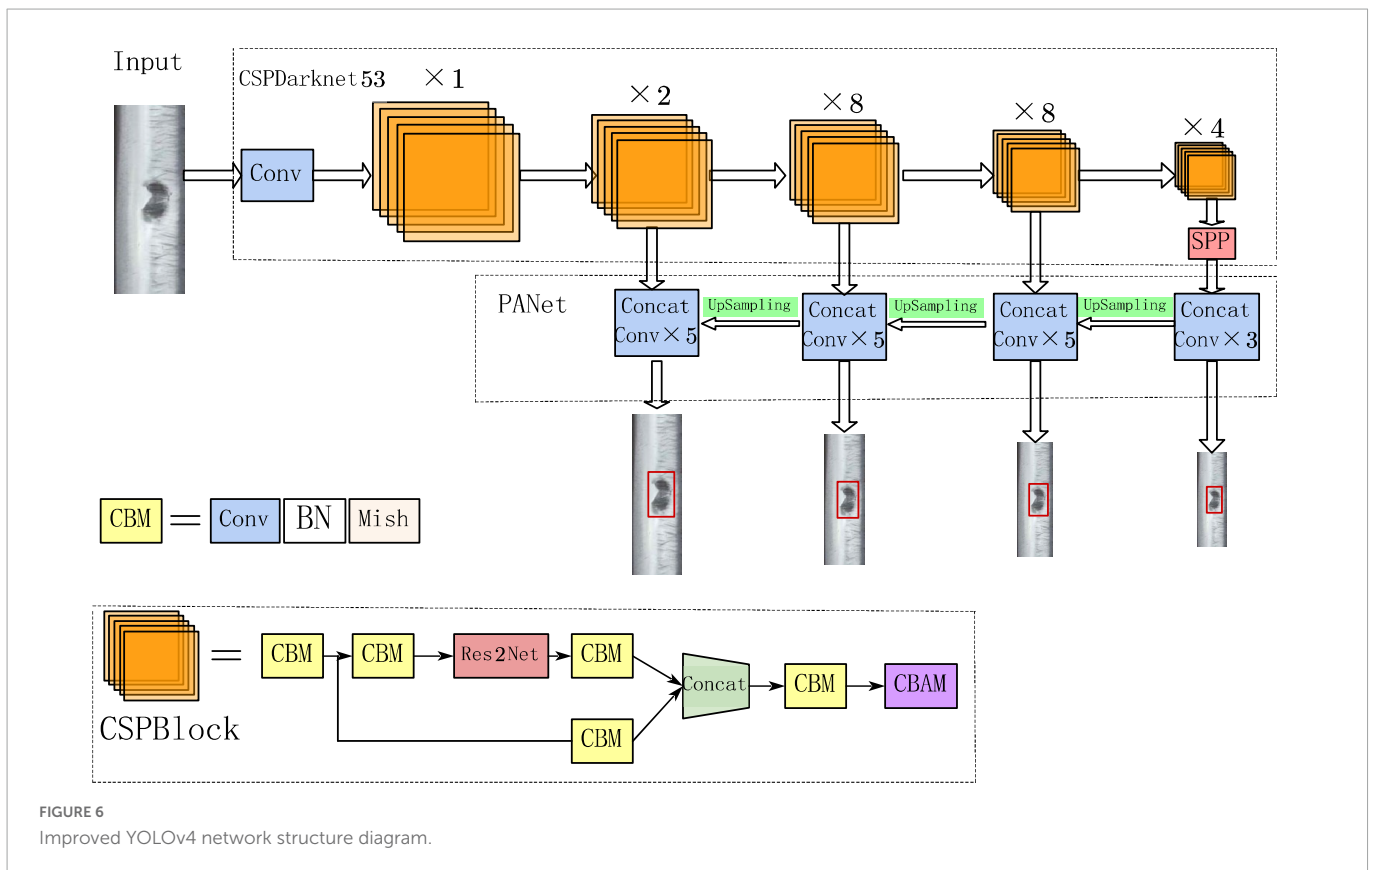 Input
CSPDarknet53
×1
×2
×8
×8
×4
Conv
SPP
PANet
Concat
Conv×5
UpSampling
Concat
Conv×5
UpSampling
Concat
Conv×5
UpSampling
Concat
Conv×3
CBM = Conv BN Mish
CSPBlock
= CBM CBM Res2Net CBM
CBM
Concat CBM CBAM
FIGURE 6
Improved YOLOv4 network structure diagram.